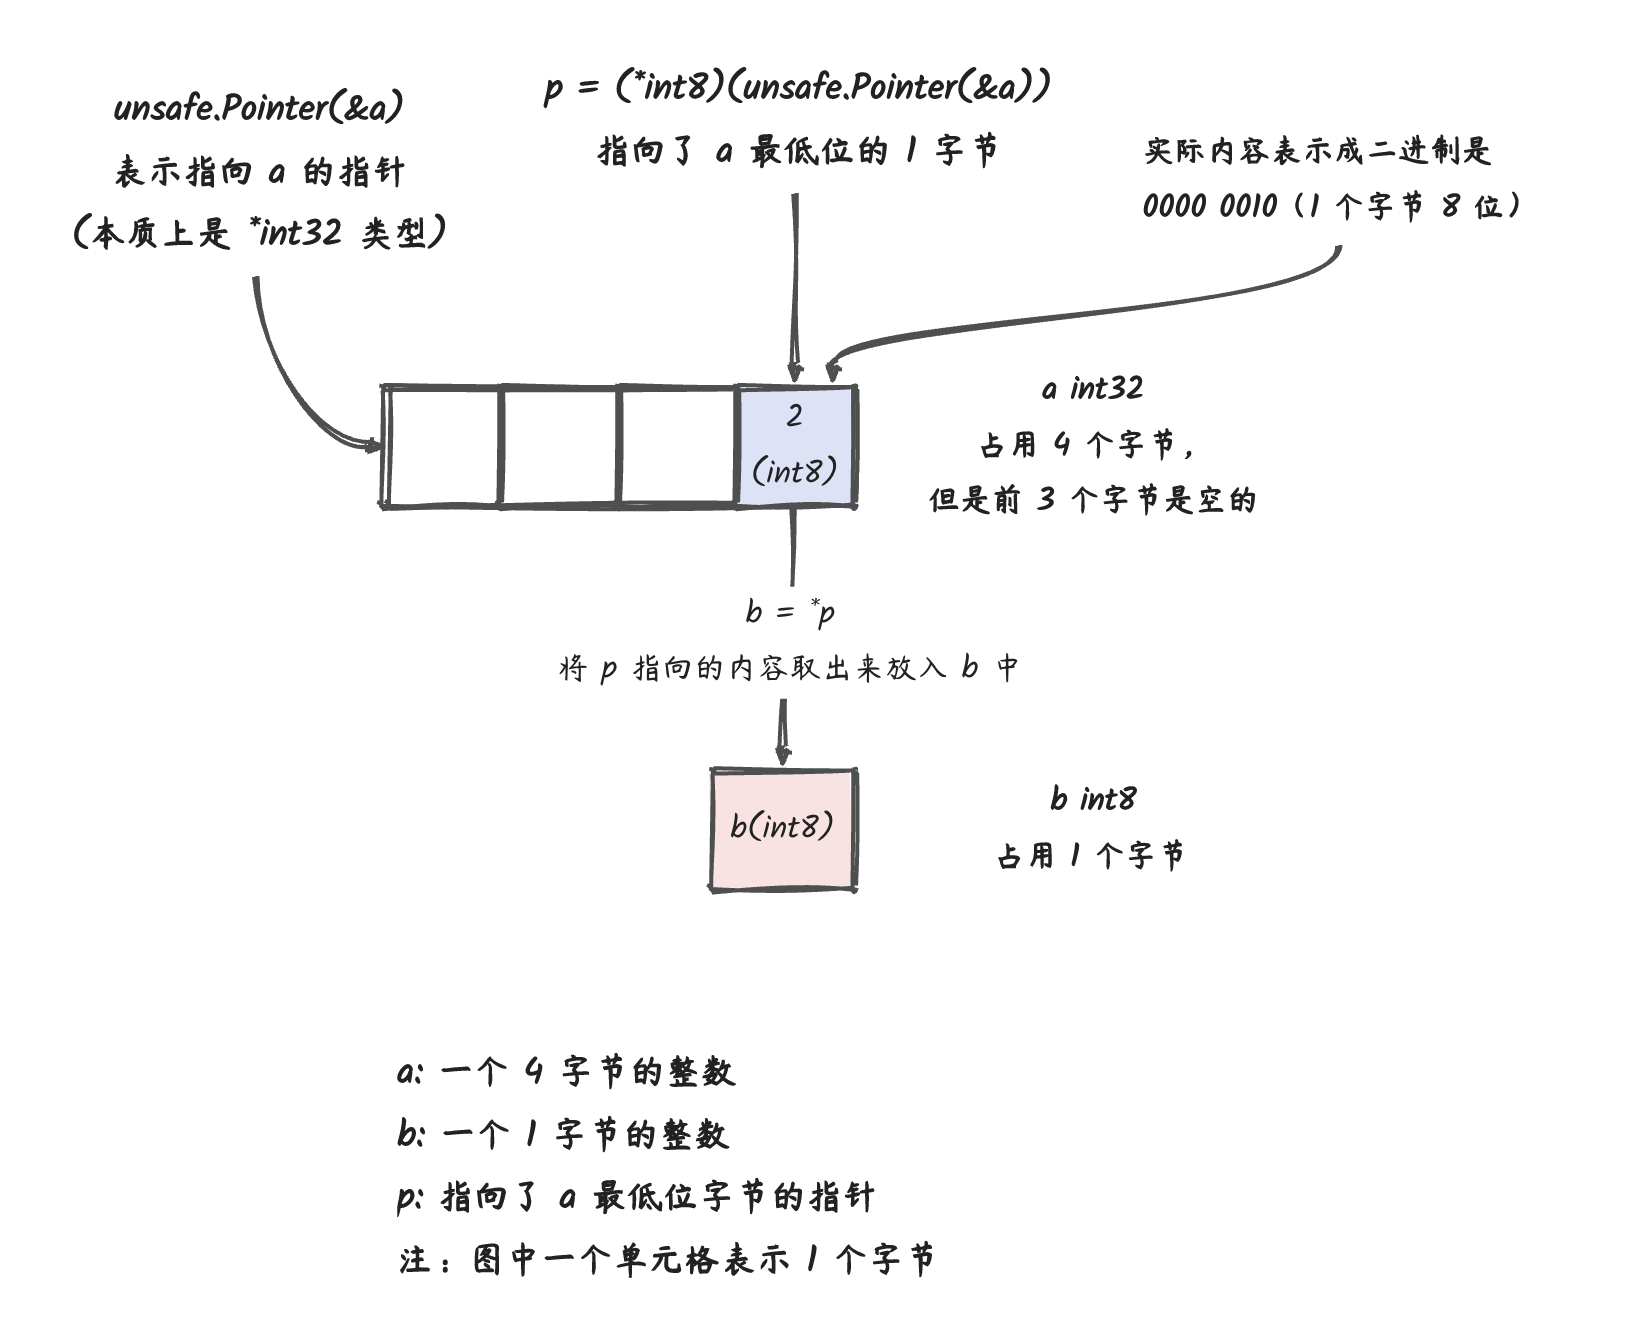 unsafe.Pointer(&a)
表示指向 a 的指针
(本质上是 *int32 类型)
p = (*int8)(unsafe.Pointer(&a))
指向了 a 最低位的 1 字节
实际内容表示成二进制是
0000 0010（1 个字节 8 位）
2
(int8)
a int32
占用 4 个字节，
但是前 3 个字节是空的
b = *p
将 p 指向的内容取出来放入 b 中
b(int8)
b int8
占用 1 个字节
a: 一个 4 字节的整数
b: 一个 1 字节的整数
p: 指向了 a 最低位字节的指针
注：图中一个单元格表示 1 个字节